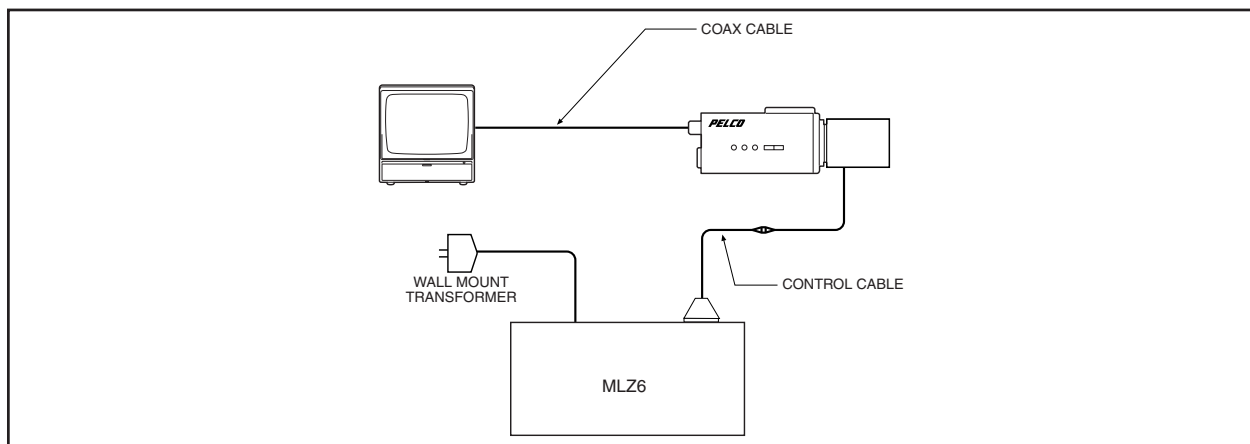 COAX CABLE
PELCO
WALL MOUNT
TRANSFORMER
CONTROL CABLE
MLZ6